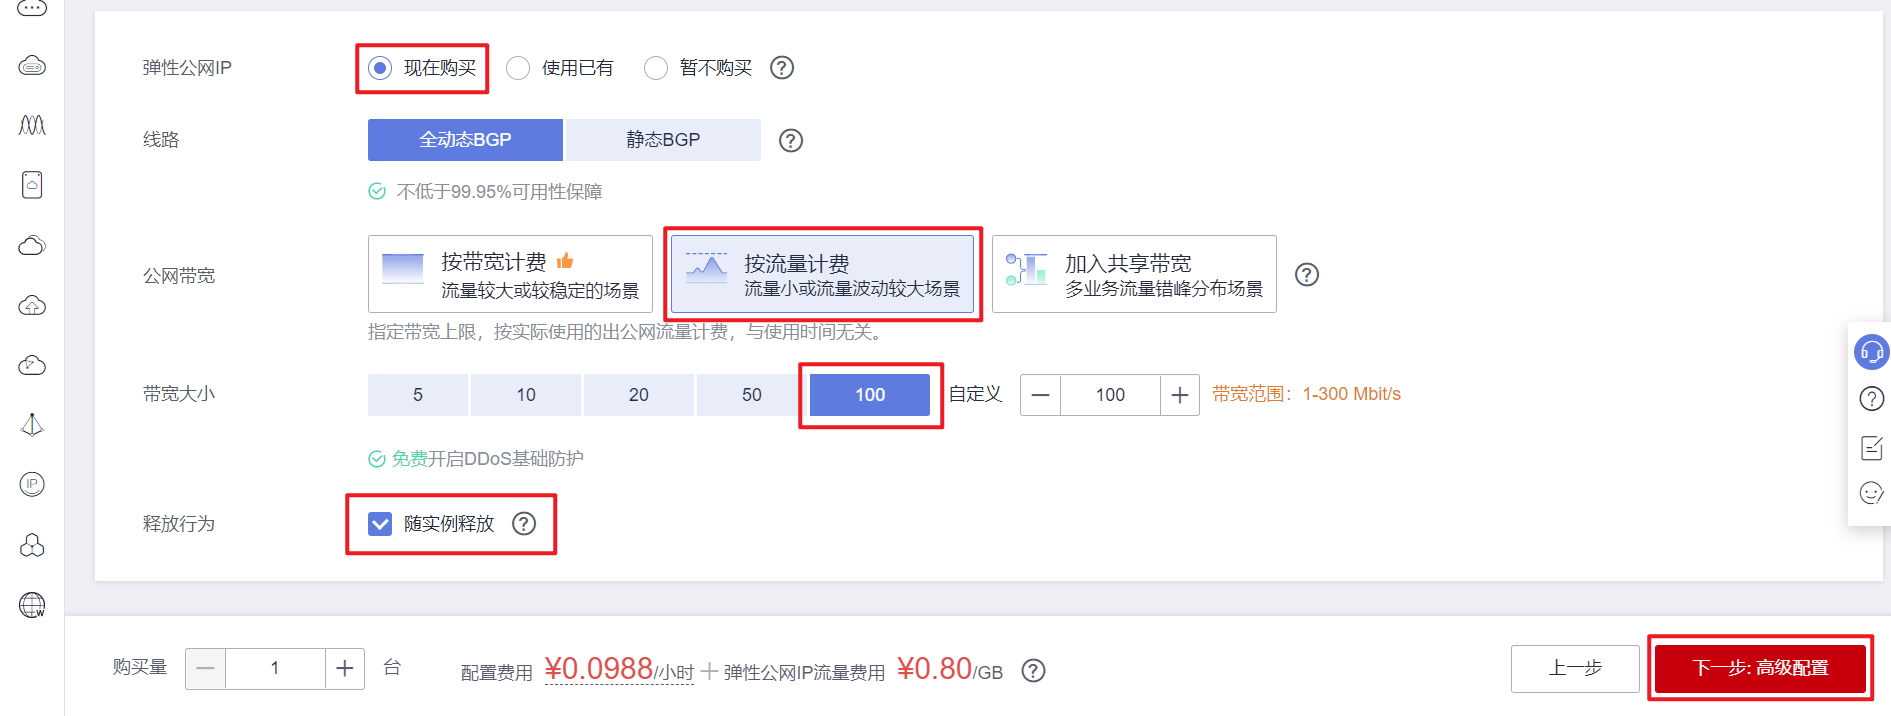 弹性公网IP 现在购买 使用已有 暂不购买
线路 全动态BGP 静态BGP
不低于99.95%可用性保障
公网带宽
按带宽计费
流量较大或较稳定的场景
按流量计费
流量小或流量波动较大场景
加入共享带宽
多业务流量错峰分布场景
指定带宽上限，按实际使用的出公网流量计费，与使用时间无关。
带宽大小 5 10 20 50 100 自定义 100 带宽范围：1-300 Mbit/s
免费开启DDoS基础防护
释放行为 随实例释放
购买量 1 台 配置费用 ¥0.0988/小时 + 弹性公网IP流量费用 ¥0.80/GB 上一步 下一步: 高级配置
IP
W